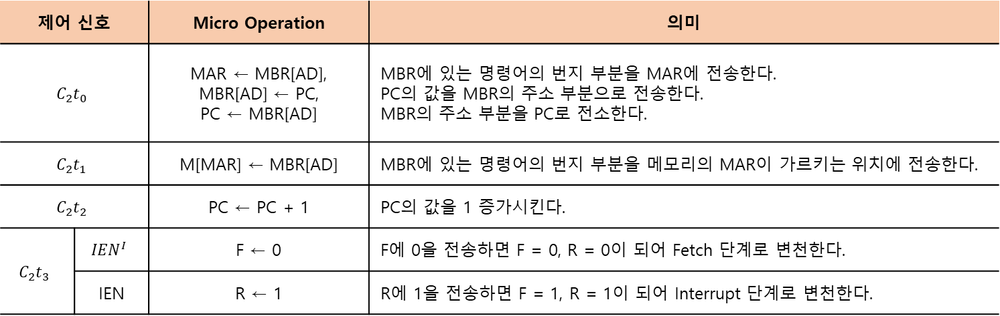 제어 신호 Micro Operation 의미
C₂t₀ MAR ← MBR[AD], MBR에 있는 명령어의 번지 부분을 MAR에 전송한다.
MBR[AD] ← PC, PC의 값을 MBR의 주소 부분으로 전송한다.
PC ← MBR[AD] MBR의 주소 부분을 PC로 전소한다.
C₂t₁ M[MAR] ← MBR[AD] MBR에 있는 명령어의 번지 부분을 메모리의 MAR이 가르키는 위치에 전송한다.
C₂t₂ PC ← PC + 1 PC의 값을 1 증가시킨다.
C₂t₃ IENᴵ F ← 0 F에 0을 전송하면 F = 0, R = 0이 되어 Fetch 단계로 변천한다.
IEN R ← 1 R에 1을 전송하면 F = 1, R = 1이 되어 Interrupt 단계로 변천한다.